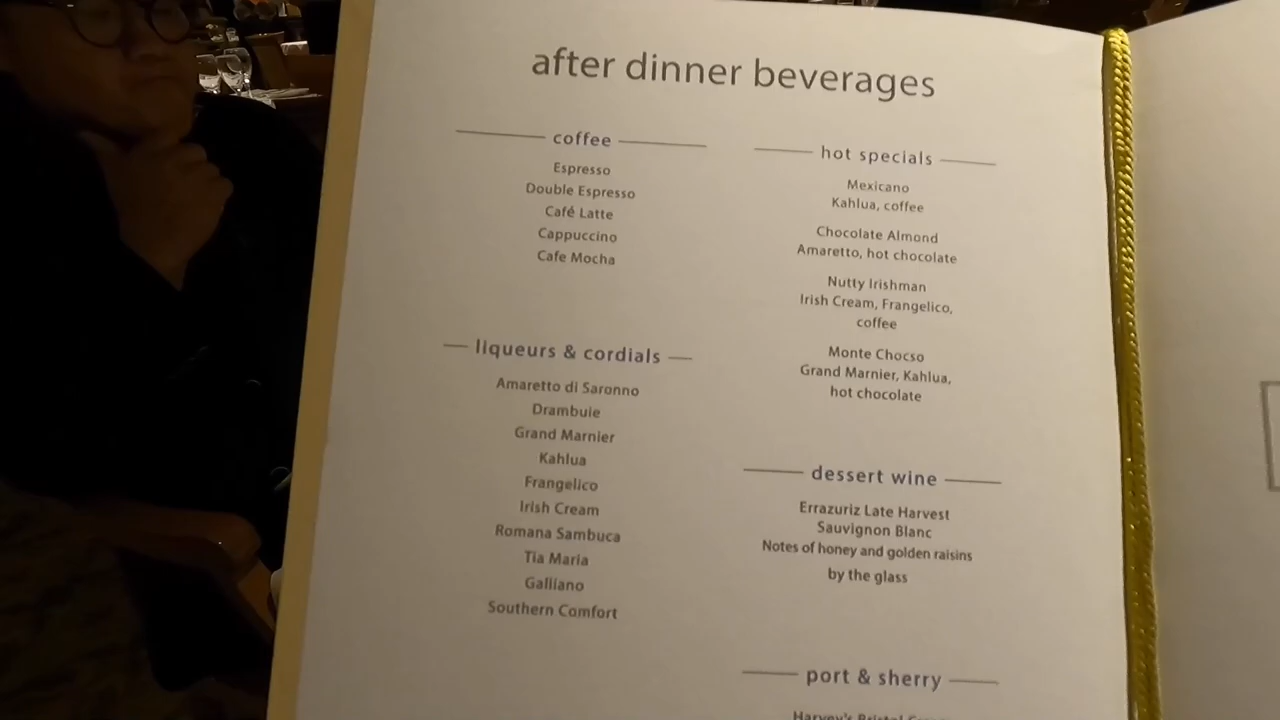 after dinner beverages
coffee
Espresso
Double Espresso
Café Latte
Cappuccino
Cafe Mocha
liqueurs & cordials
Amaretto di Saronno
Drambuie
Grand Marnier
Kahlua
Frangelico
Irish Cream
Romana Sambuca
Tia Maria
Galliano
Southern Comfort
hot specials
Mexicano
Kahlua, coffee
Chocolate Almond
Amaretto, hot chocolate
Nutty Irishman
Irish Cream, Frangelico,
coffee
Monte Chocso
Grand Marnier, Kahlua,
hot chocolate
dessert wine
Errazuriz Late Harvest
Sauvignon Blanc
Notes of honey and golden raisins
by the glass
port & sherry
Harvey's Bristol